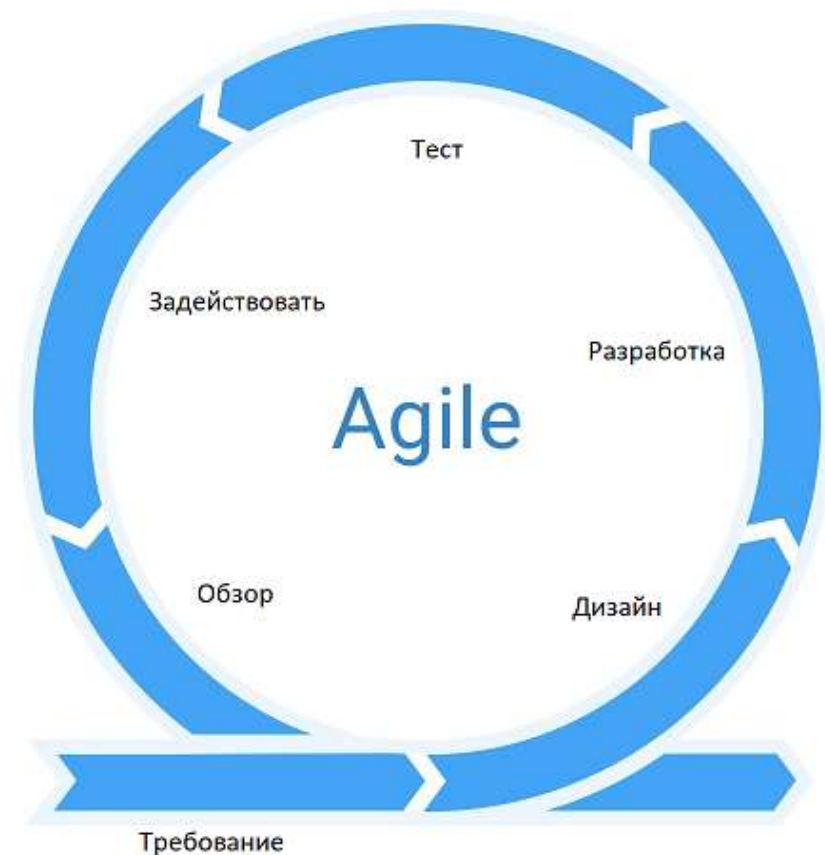 Тест
Задействовать
Разработка
Agile
Обзор
Дизайн
Требование